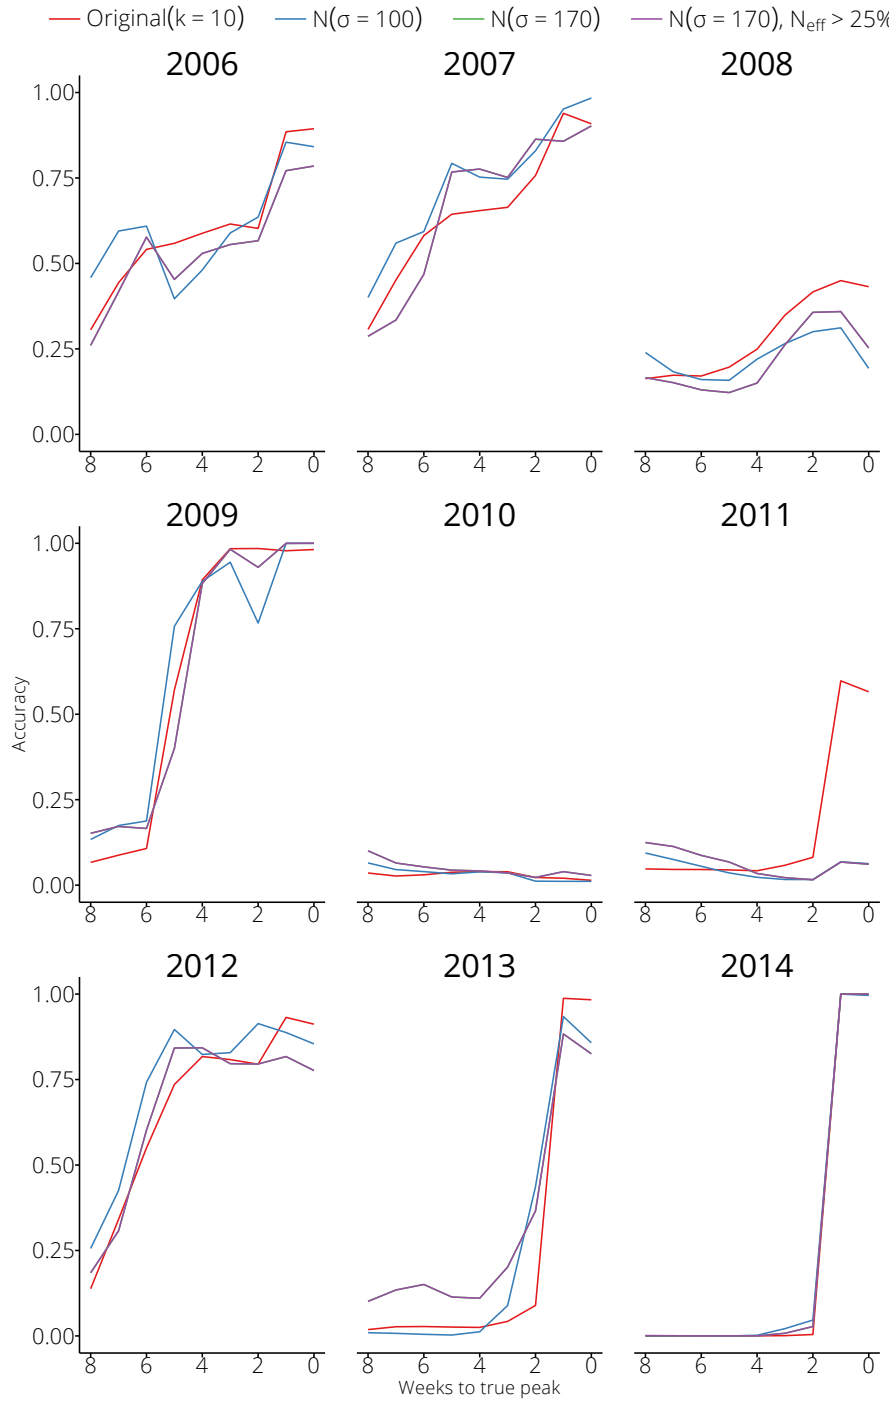 Original(k = 10) N(σ = 100) N(σ = 170) N(σ = 170), Neff > 25%
2006 2007 2008
1.00
0.75
0.50
0.25
0.00
8 6 4 2 0 8 6 4 2 0 8 6 4 2 0
2009 2010 2011
1.00
0.75
0.50
0.25
0.00
Accuracy
8 6 4 2 0 8 6 4 2 0 8 6 4 2 0
2012 2013 2014
1.00
0.75
0.50
0.25
0.00
8 6 4 2 0 8 6 4 2 0 8 6 4 2 0
Weeks to true peak